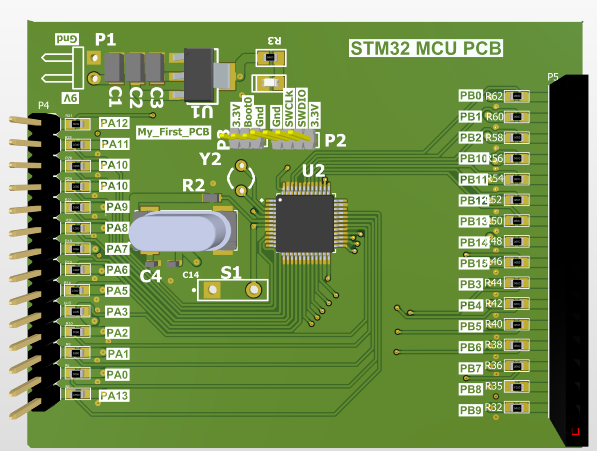 Gnd
P1
9V
C1
C2
C3
U1
R3
STM32 MCU PCB
3.3V
Boot0
Gnd
Gnd
SWCLK
SWDIO
3.3V
P3
P2
My_First_PCB
Y2
U2
R2
C4
C14
S1
P4
PA12
PA11
PA10
PA10
PA9
PA8
PA7
PA6
PA5
PA3
PA2
PA1
PA0
PA13
P5
PB0 R62
PB1 R60
PB2 R58
PB10 R56
PB11 R54
PB12 R52
PB13 R50
PB14 R48
PB15 R46
PB3 R44
PB4 R42
PB5 R40
PB6 R38
PB7 R36
PB8 R35
PB9 R32